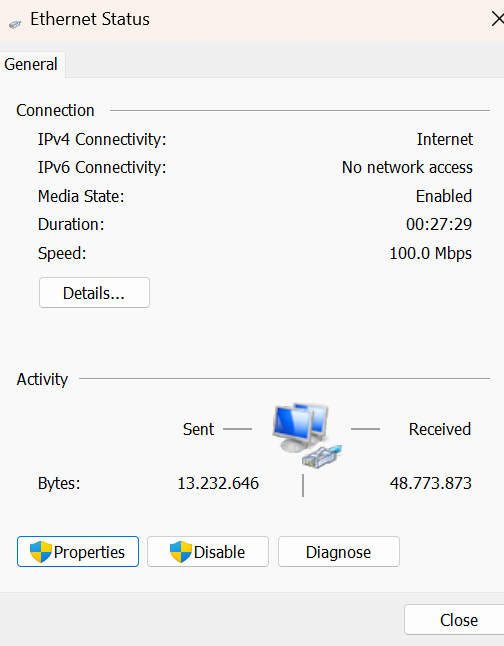 Ethernet Status
General
Connection
IPv4 Connectivity: Internet
IPv6 Connectivity: No network access
Media State: Enabled
Duration: 00:27:29
Speed: 100.0 Mbps
Details...
Activity
Sent Received
Bytes: 13.232.646 48.773.873
Properties Disable Diagnose
Close